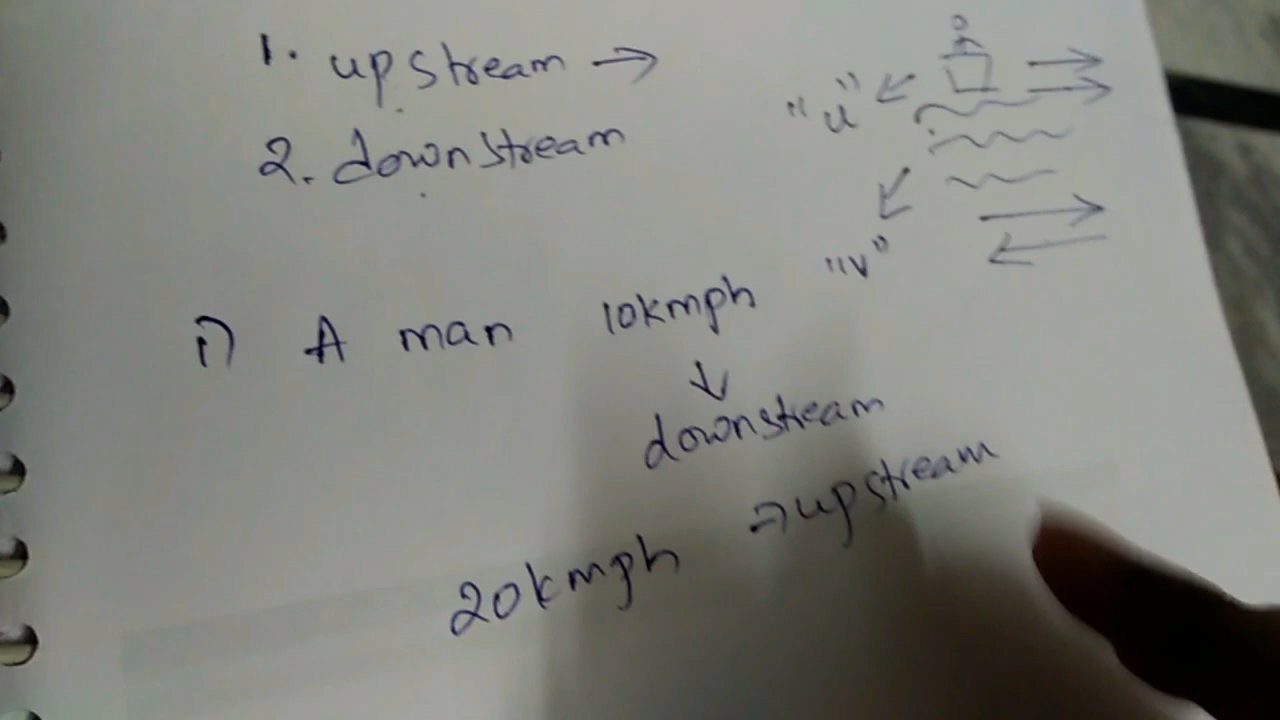 1. upstream →
2. downstream
"u"
"v"
i) A man 10kmph
↓
downstream
20kmph ⇒upstream